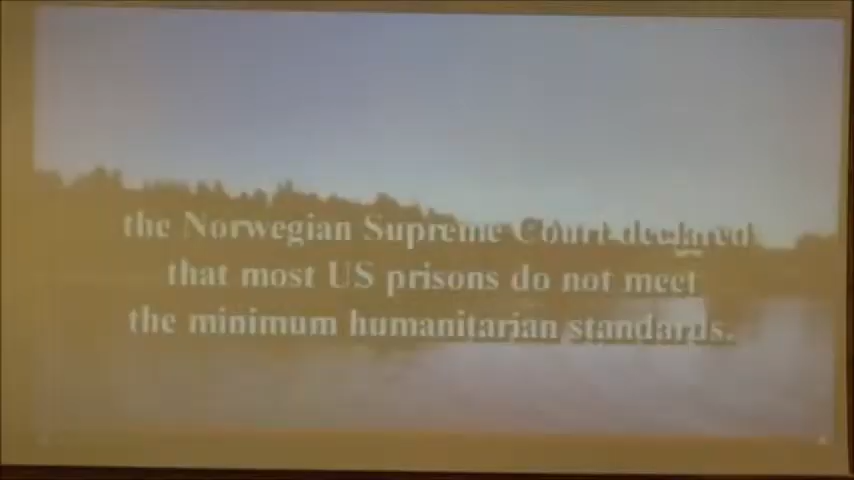 the Norwegian Supreme Court declared
that most US prisons do not meet
the minimum humanitarian standards.